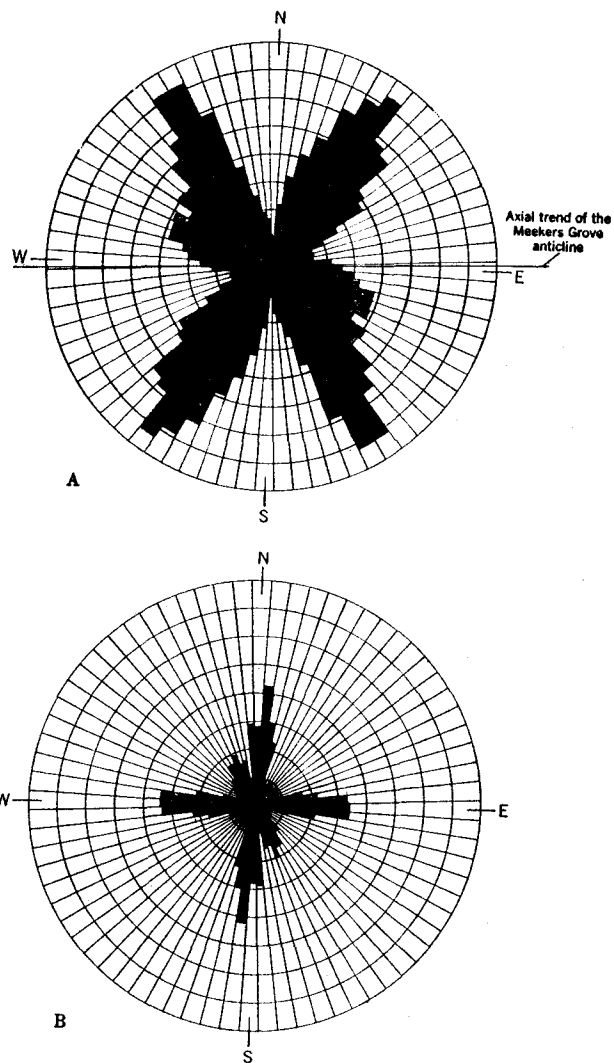 N
Axial trend of the
Meekers Grove
anticline
W
E
A
S
N
W
E
B
S